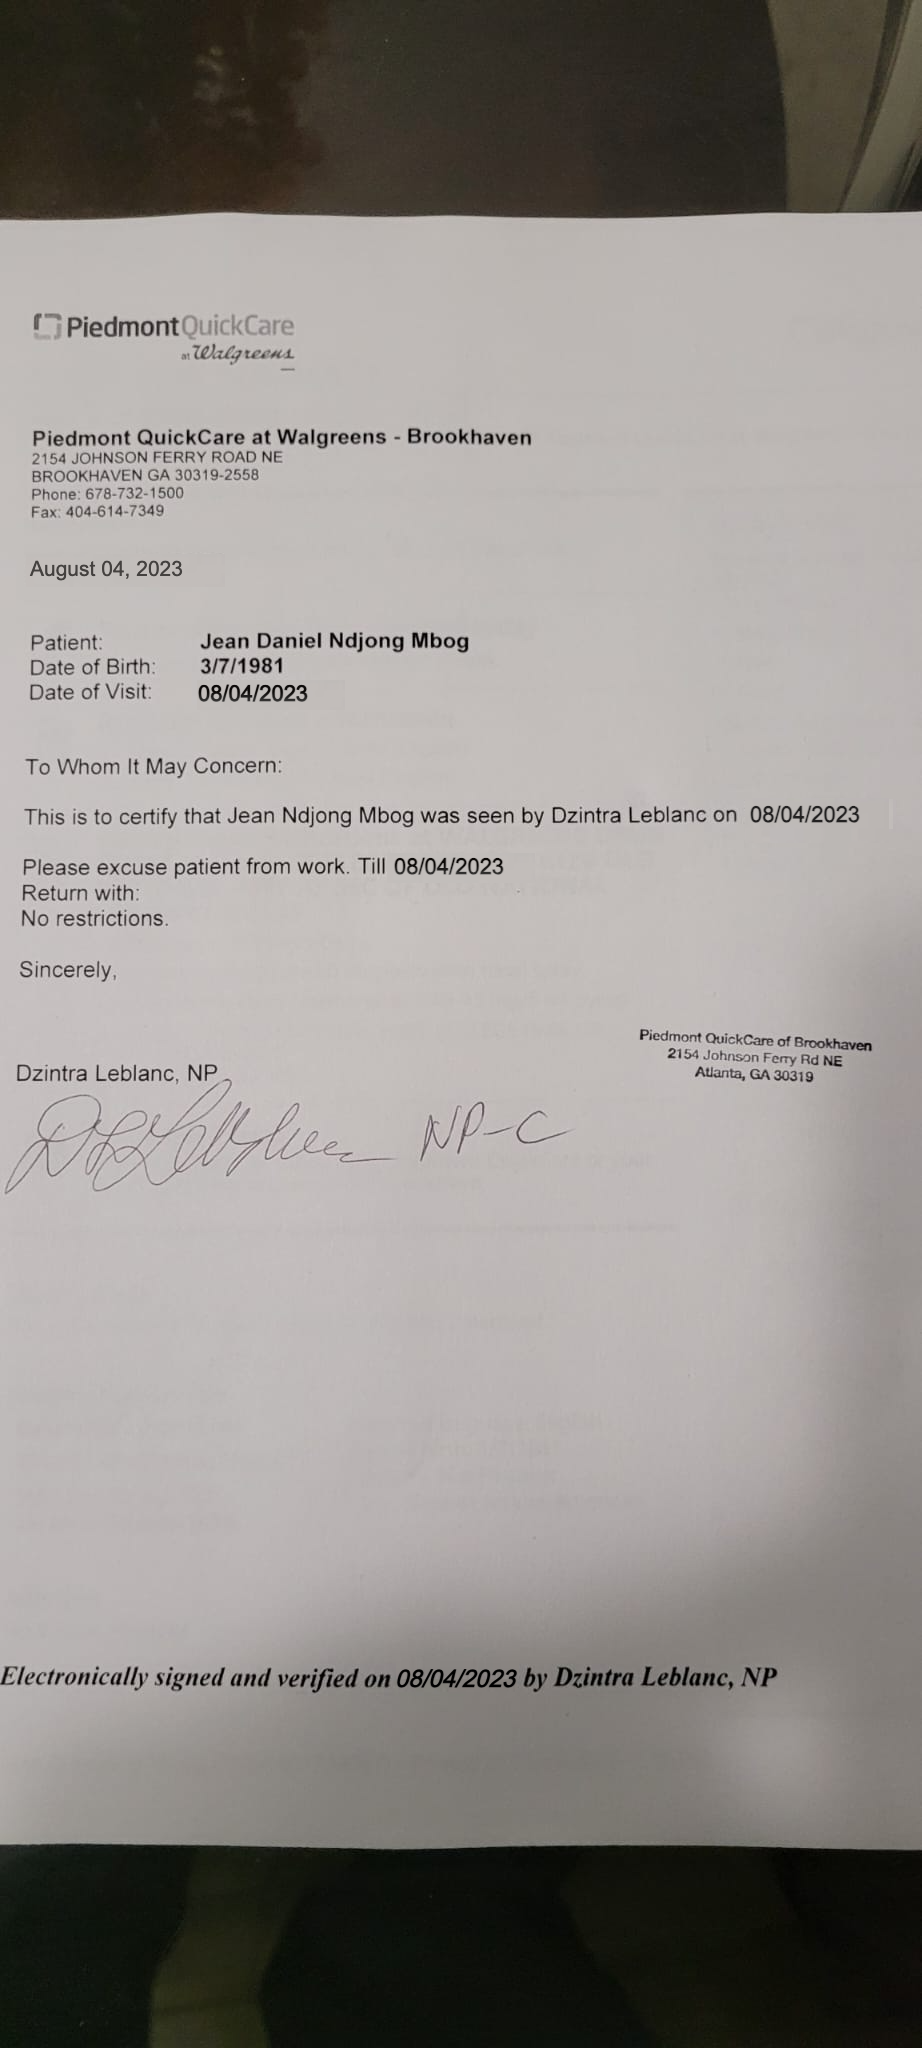 Piedmont QuickCare
at Walgreens
Piedmont QuickCare at Walgreens - Brookhaven
2154 JOHNSON FERRY ROAD NE
BROOKHAVEN GA 30319-2558
Phone: 678-732-1500
Fax: 404-614-7349
August 04, 2023
Patient: Jean Daniel Ndjong Mbog
Date of Birth: 3/7/1981
Date of Visit: 08/04/2023
To Whom It May Concern:
This is to certify that Jean Ndjong Mbog was seen by Dzintra Leblanc on 08/04/2023
Please excuse patient from work. Till 08/04/2023
Return with:
No restrictions.
Sincerely,
Piedmont QuickCare of Brookhaven
2154 Johnson Ferry Rd NE
Atlanta, GA 30319
Dzintra Leblanc, NP
NP-C
Electronically signed and verified on 08/04/2023 by Dzintra Leblanc, NP